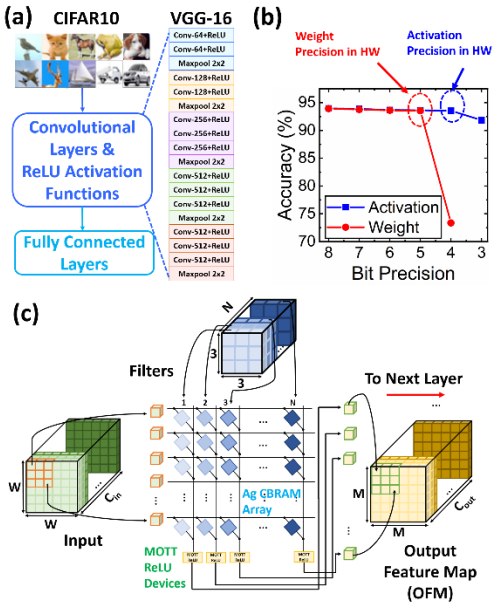 (a)
CIFAR10
VGG-16
Conv-64+ReLU
Conv-64+ReLU
Maxpool 2x2
Conv-128+ReLU
Conv-128+ReLU
Maxpool 2x2
Conv-256+ReLU
Conv-256+ReLU
Conv-256+ReLU
Maxpool 2x2
Conv-512+ReLU
Conv-512+ReLU
Conv-512+ReLU
Maxpool 2x2
Conv-512+ReLU
Conv-512+ReLU
Conv-512+ReLU
Maxpool 2x2
Convolutional
Layers &
ReLU Activation
Functions
Fully Connected
Layers
(b)
Weight
Precision in HW
Activation
Precision in HW
Accuracy (%)
100
95
90
85
80
75
70
Activation
Weight
8 7 6 5 4 3
Bit Precision
(c)
N
3
3
Filters
1 2 3 N
...
To Next Layer
...
W
W
C_in
...
Input
Ag CBRAM
Array
MOTT
ReLU
Devices
MOTT ReLU
MOTT ReLU
MOTT ReLU
MOTT ReLU
M
M
C_out
...
Output
Feature Map
(OFM)